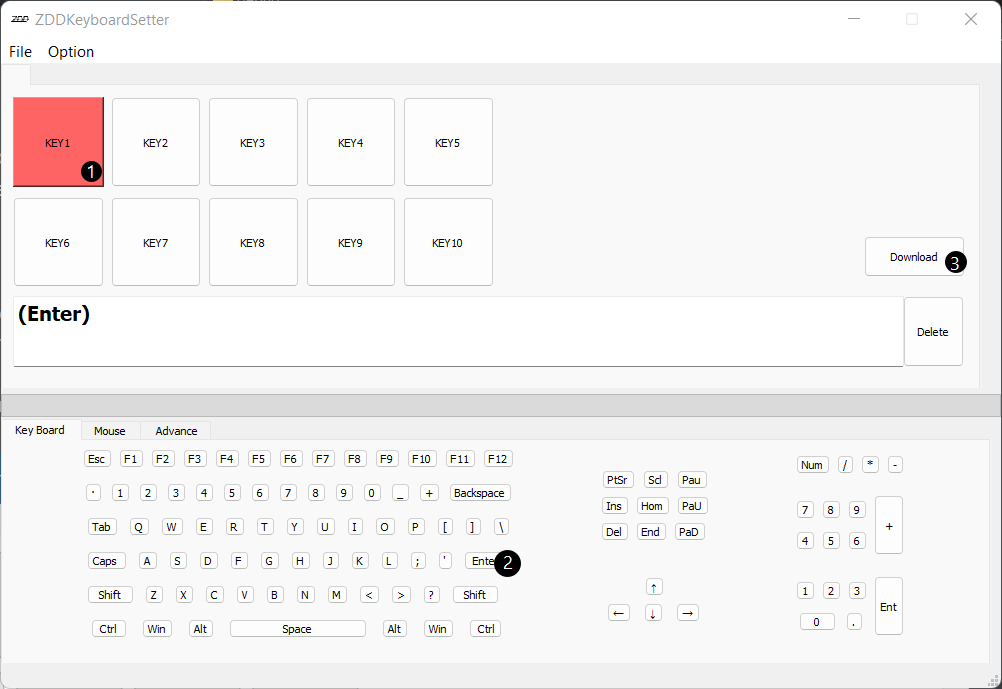 ZDD ZDDKeyboardSetter
File Option
KEY1 KEY2 KEY3 KEY4 KEY5
1
KEY6 KEY7 KEY8 KEY9 KEY10
Download
3
(Enter)
Delete
Key Board Mouse Advance
Esc F1 F2 F3 F4 F5 F6 F7 F8 F9 F10 F11 F12
· 1 2 3 4 5 6 7 8 9 0 _ + Backspace
Tab Q W E R T Y U I O P [ ] \
Caps A S D F G H J K L ; ' Ente
2
Shift Z X C V B N M < > ? Shift
Ctrl Win Alt Space Alt Win Ctrl
PtSr Scl Pau
Ins Hom PaU
Del End PaD
↑
← ↓ →
Num / * -
7 8 9 +
4 5 6
1 2 3 Ent
0 .